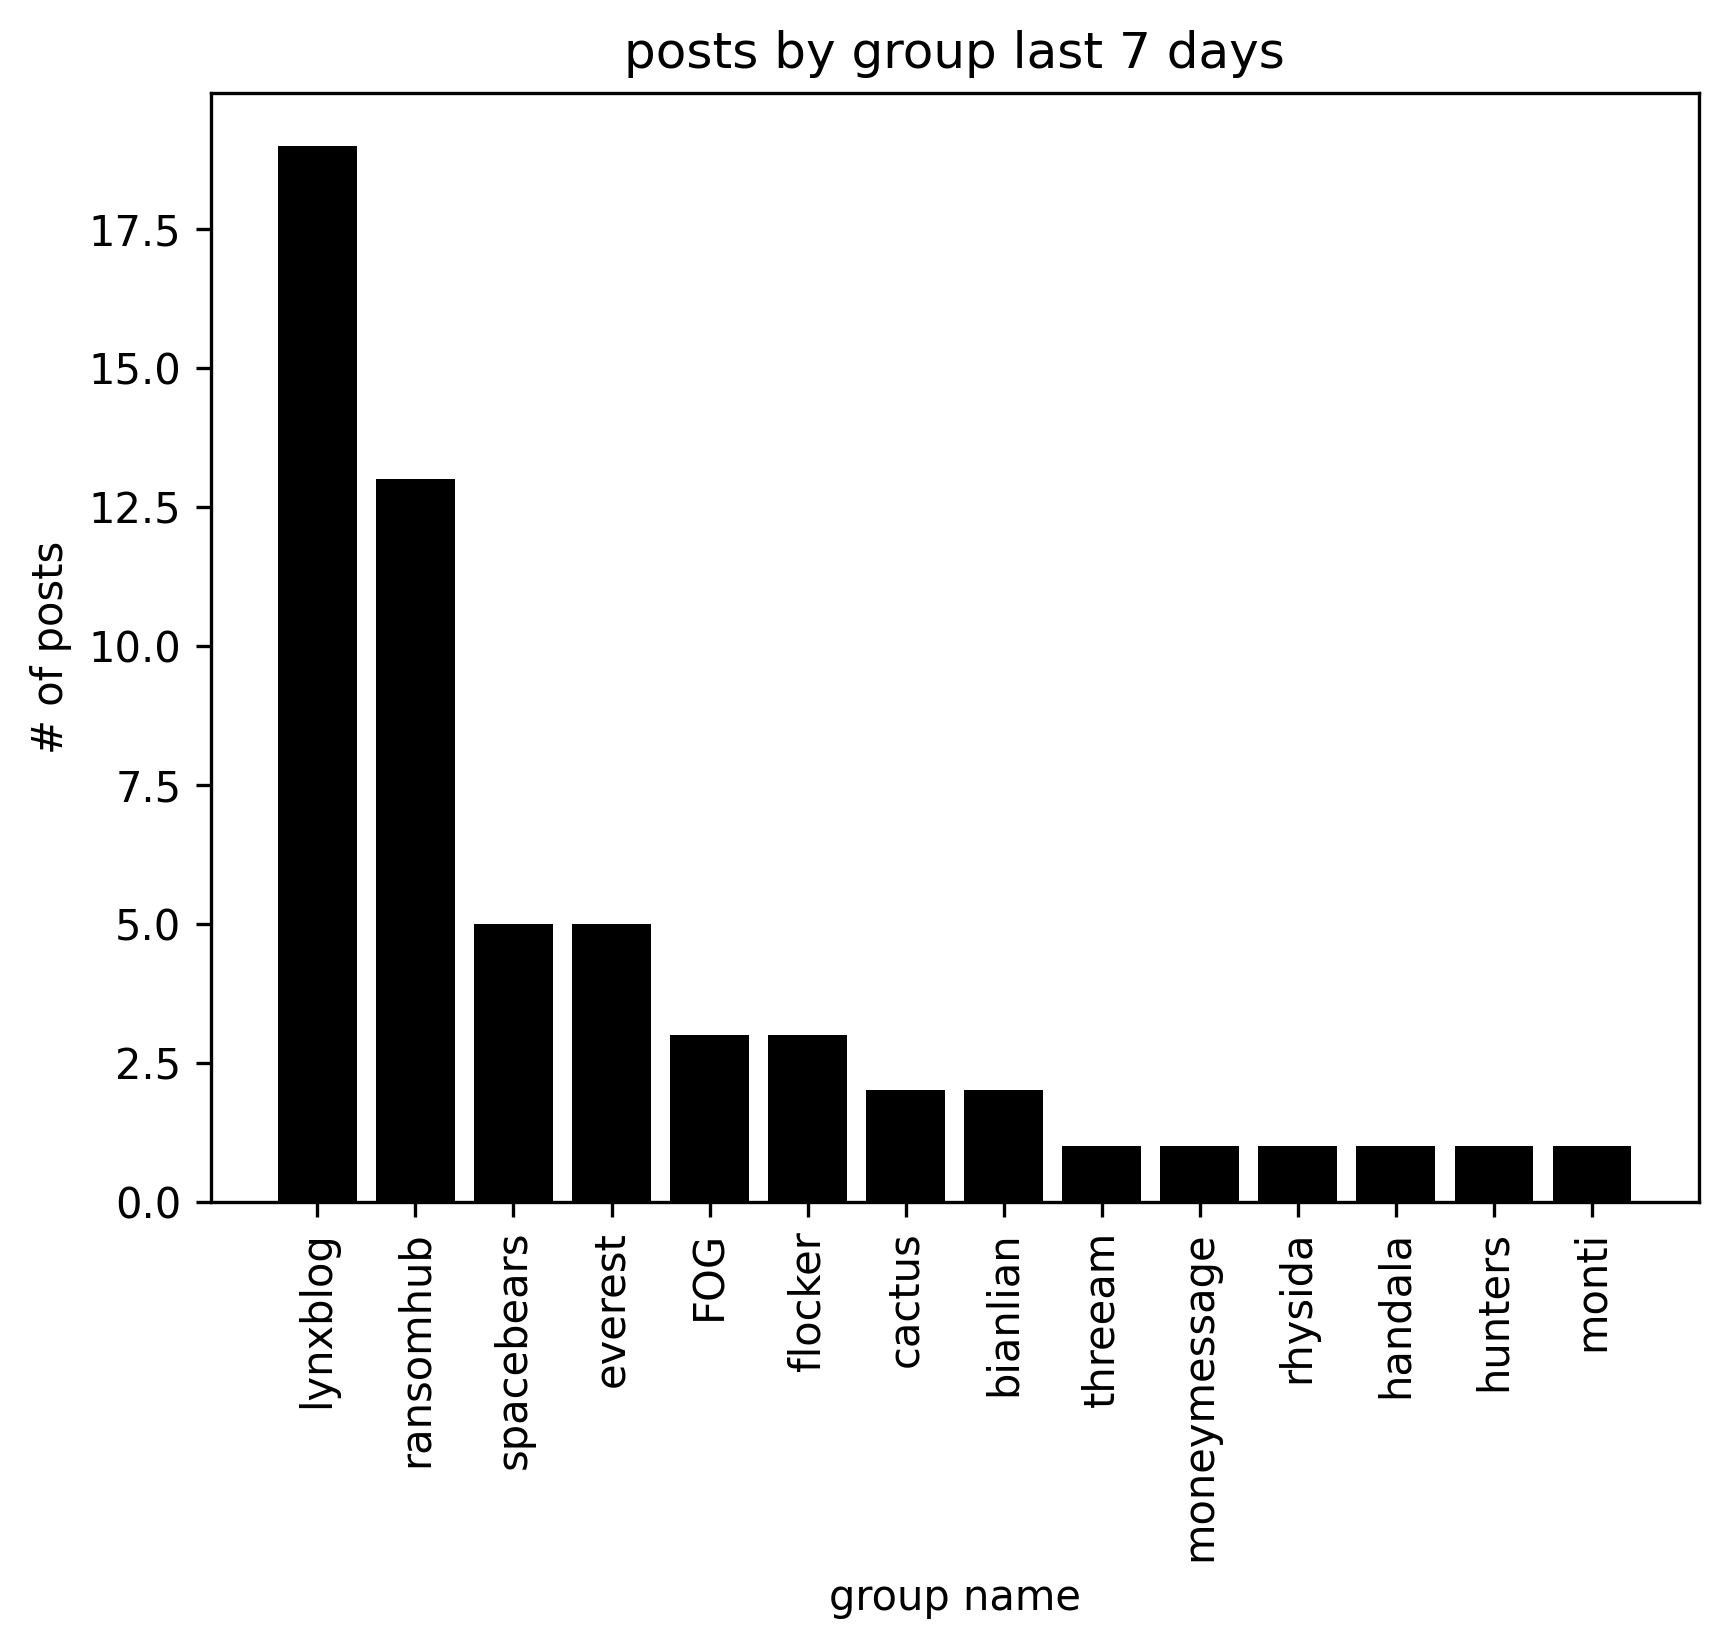 posts by group last 7 days
# of posts
17.5
15.0
12.5
10.0
7.5
5.0
2.5
0.0
lynxblog
ransomhub
spacebears
everest
FOG
flocker
cactus
bianlian
threeam
moneymessage
rhysida
handala
hunters
monti
group name